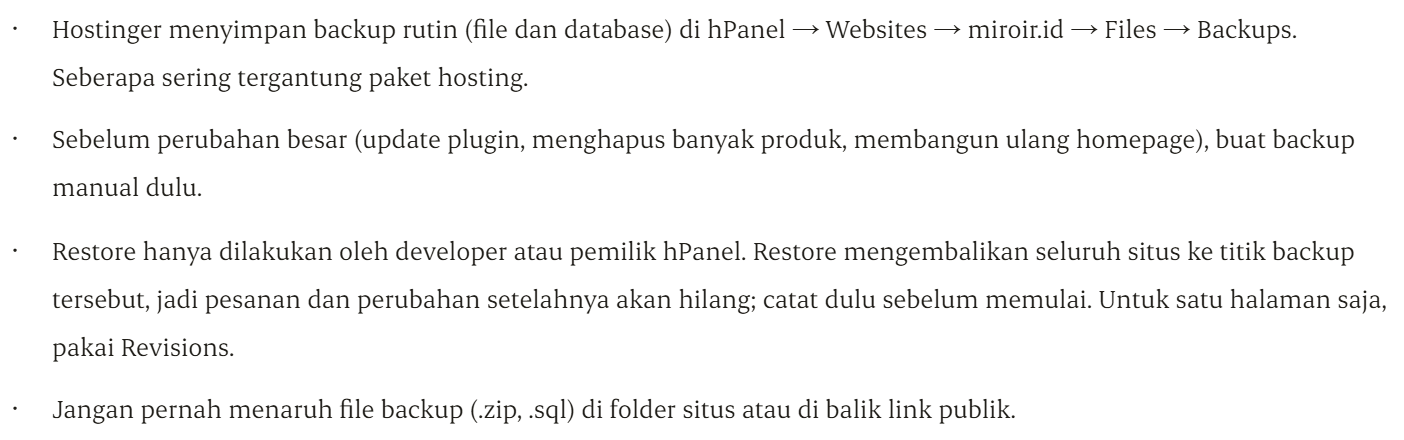 · Hostinger menyimpan backup rutin (file dan database) di hPanel → Websites → miroir.id → Files → Backups.
Seberapa sering tergantung paket hosting.
· Sebelum perubahan besar (update plugin, menghapus banyak produk, membangun ulang homepage), buat backup
manual dulu.
· Restore hanya dilakukan oleh developer atau pemilik hPanel. Restore mengembalikan seluruh situs ke titik backup
tersebut, jadi pesanan dan perubahan setelahnya akan hilang; catat dulu sebelum memulai. Untuk satu halaman saja,
pakai Revisions.
· Jangan pernah menaruh file backup (.zip, .sql) di folder situs atau di balik link publik.